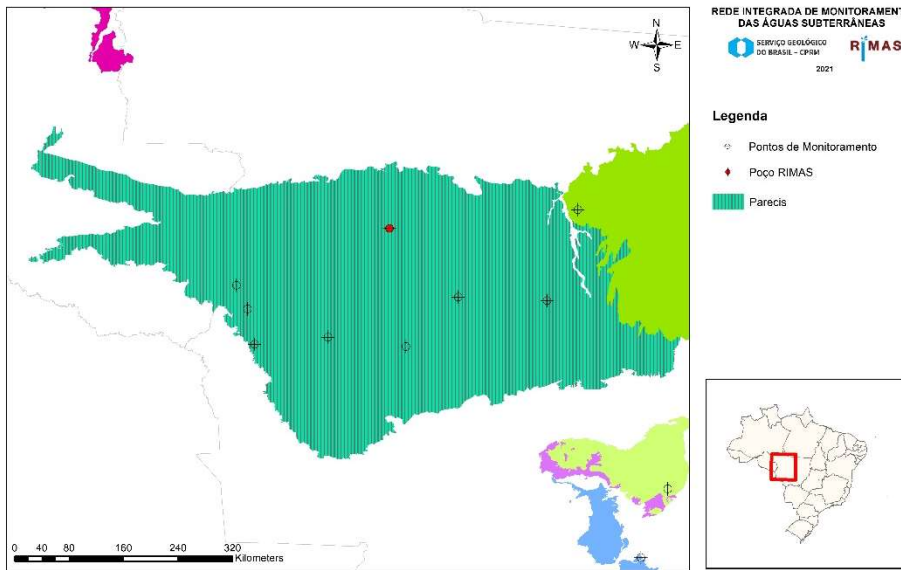 N
W E
S
0 20 40 80 160 240 320
Kilometers
REDE INTEGRADA DE MONITORAMENT
DAS ÁGUAS SUBTERRÂNEAS
SERVIÇO GEOLÓGICO
DO BRASIL – CPRM
RIMAS
2021
Legenda
Pontos de Monitoramento
Poço RIMAS
Parecis